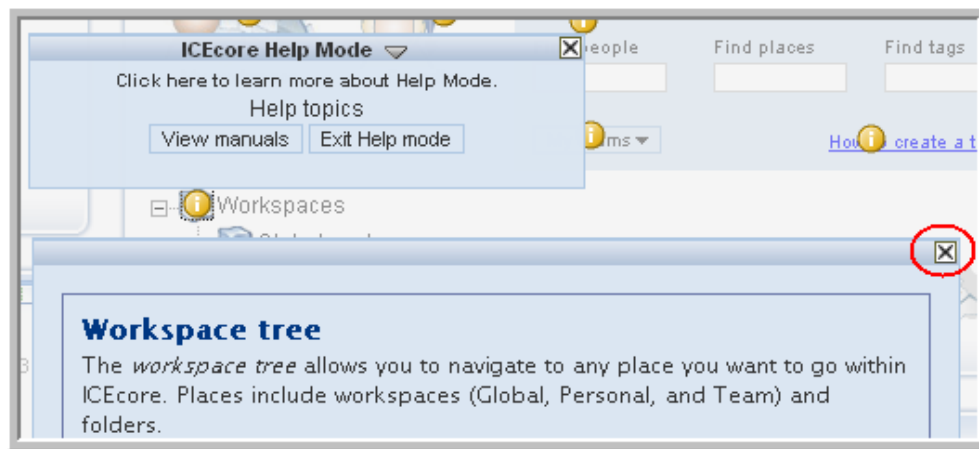 ICEcore Help Mode
people
Find places
Find tags
Click here to learn more about Help Mode.
Help topics
View manuals
Exit Help mode
ms
create a t
Workspaces
Workspace tree
The workspace tree allows you to navigate to any place you want to go within
ICEcore. Places include workspaces (Global, Personal, and Team) and
folders.